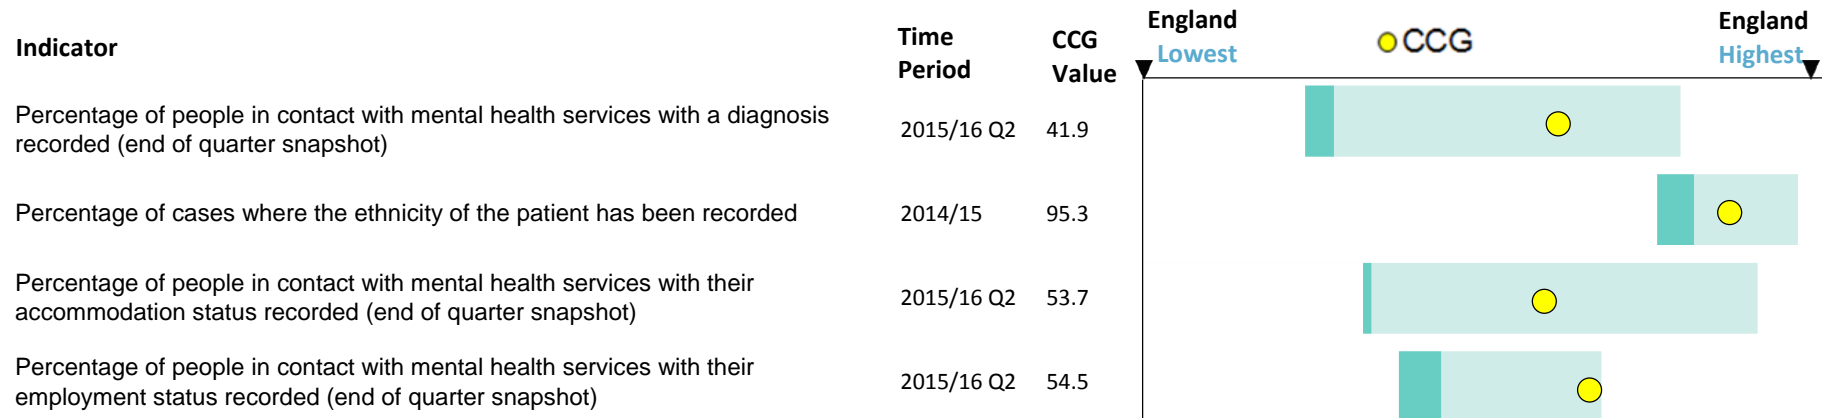 Indicator
Time Period
CCG Value
England Lowest
CCG
England Highest
Percentage of people in contact with mental health services with a diagnosis
recorded (end of quarter snapshot)
2015/16 Q2
41.9
Percentage of cases where the ethnicity of the patient has been recorded
2014/15
95.3
Percentage of people in contact with mental health services with their
accommodation status recorded (end of quarter snapshot)
2015/16 Q2
53.7
Percentage of people in contact with mental health services with their
employment status recorded (end of quarter snapshot)
2015/16 Q2
54.5